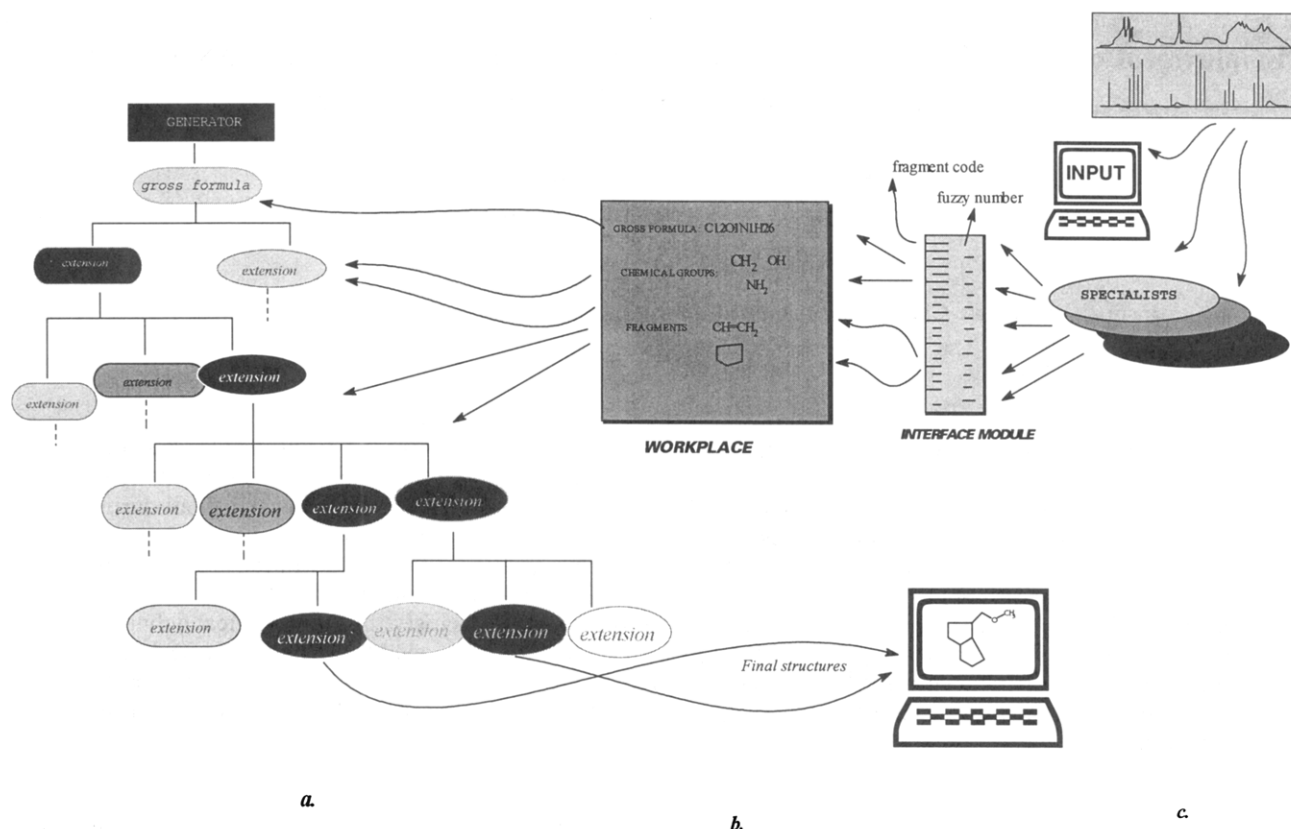 GENERATOR
gross formula
extension
extension
extension
extension
extension
extension
extension
extension
extension
extension
extension
extension
extension
extension
GROSS FORMULA: C12O1N1H26
CHEMICAL GROUPS: CH2 OH
NH2
FRAGMENTS CH=CH2
WORKPLACE
fragment code
fuzzy number
INTERFACE MODULE
INPUT
SPECIALISTS
Final structures
a.
b.
c.